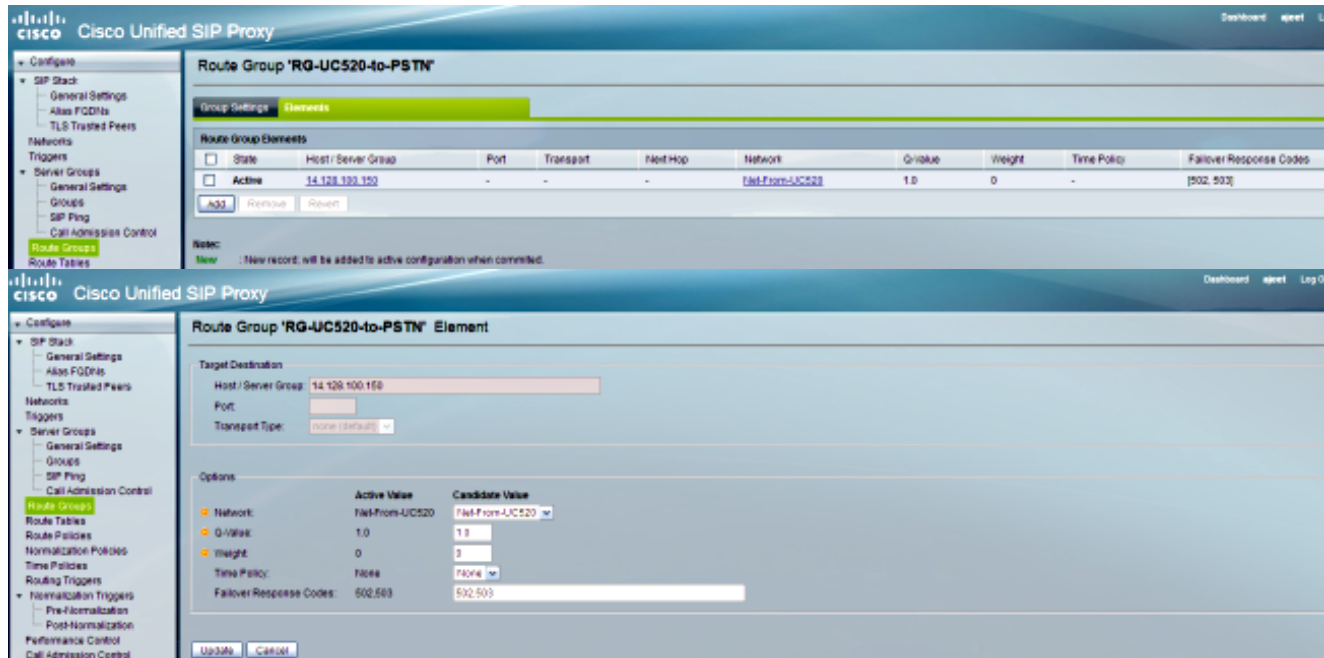 Dashboard ajeet
cisco Cisco Unified SIP Proxy
Configure
SIP Stack
General Settings
Alias FQDNs
TLS Trusted Peers
Networks
Triggers
Server Groups
General Settings
Groups
SIP Ping
Call Admission Control
Route Groups
Route Tables
Route Group 'RG-UC520-to-PSTN'
Group Settings Elements
Route Group Elements
State Host / Server Group Port Transport Next Hop Network Q-Value Weight Time Policy Failover Response Codes
Active 14.128.100.150 - - - Net-From-UC520 1.0 0 - [502, 503]
Add Remove Revert
Note:
New : New record: will be added to active configuration when commited.
Dashboard ajeet Log O
cisco Cisco Unified SIP Proxy
Configure
SIP Stack
General Settings
Alias FQDNs
TLS Trusted Peers
Networks
Triggers
Server Groups
General Settings
Groups
SIP Ping
Call Admission Control
Route Groups
Route Tables
Route Policies
Normalization Policies
Time Policies
Routing Triggers
Normalization Triggers
Pre-Normalization
Post-Normalization
Performance Control
Call Admission Control
Route Group 'RG-UC520-to-PSTN' Element
Target Destination
Host / Server Group: 14.128.100.150
Port:
Transport Type: none (default)
Options
Active Value Candidate Value
Network: Net-From-UC520 Net-From-UC520
Q-Value: 1.0 1.0
Weight: 0
Time Policy: None None
Failover Response Codes: 502,503 502,503
Update Cancel